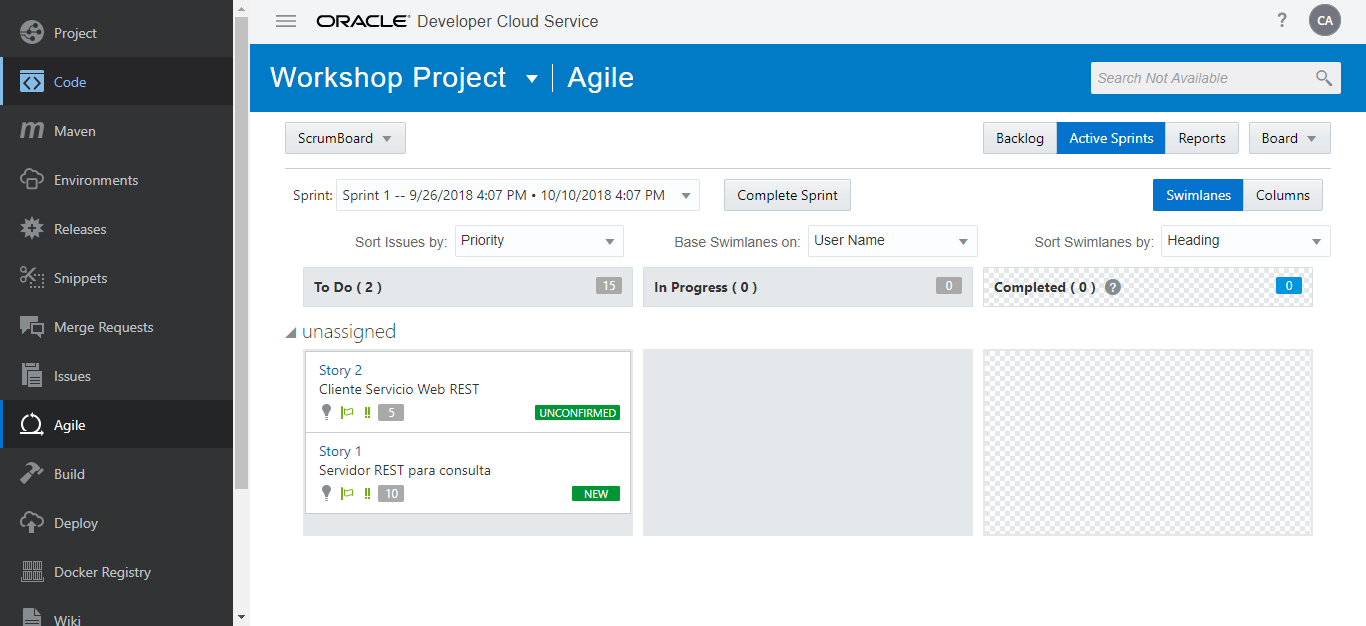 Project
Code
Maven
Environments
Releases
Snippets
Merge Requests
Issues
Agile
Build
Deploy
Docker Registry
Wiki
ORACLE® Developer Cloud Service
? CA
Workshop Project | Agile
Search Not Available
ScrumBoard
Backlog Active Sprints Reports Board
Sprint: Sprint 1 -- 9/26/2018 4:07 PM • 10/10/2018 4:07 PM Complete Sprint Swimlanes Columns
Sort Issues by: Priority Base Swimlanes on: User Name Sort Swimlanes by: Heading
To Do ( 2 ) 15 In Progress ( 0 ) 0 Completed ( 0 ) ? 0
unassigned
Story 2
Cliente Servicio Web REST
5 UNCONFIRMED
Story 1
Servidor REST para consulta
10 NEW